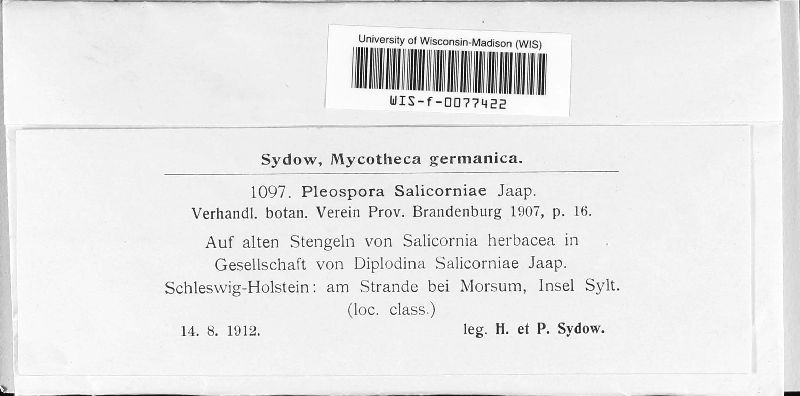 University of Wisconsin-Madison (WIS)
WIS-f-0077422
Sydow, Mycotheca germanica.
1097. Pleospora Salicorniae Jaap.
Verhandl. botan. Verein Prov. Brandenburg 1907, p. 16.
Auf alten Stengeln von Salicornia herbacea in
Gesellschaft von Diplodina Salicorniae Jaap.
Schleswig-Holstein: am Strande bei Morsum, Insel Sylt.
(loc. class.)
14. 8. 1912. leg. H. et P. Sydow.